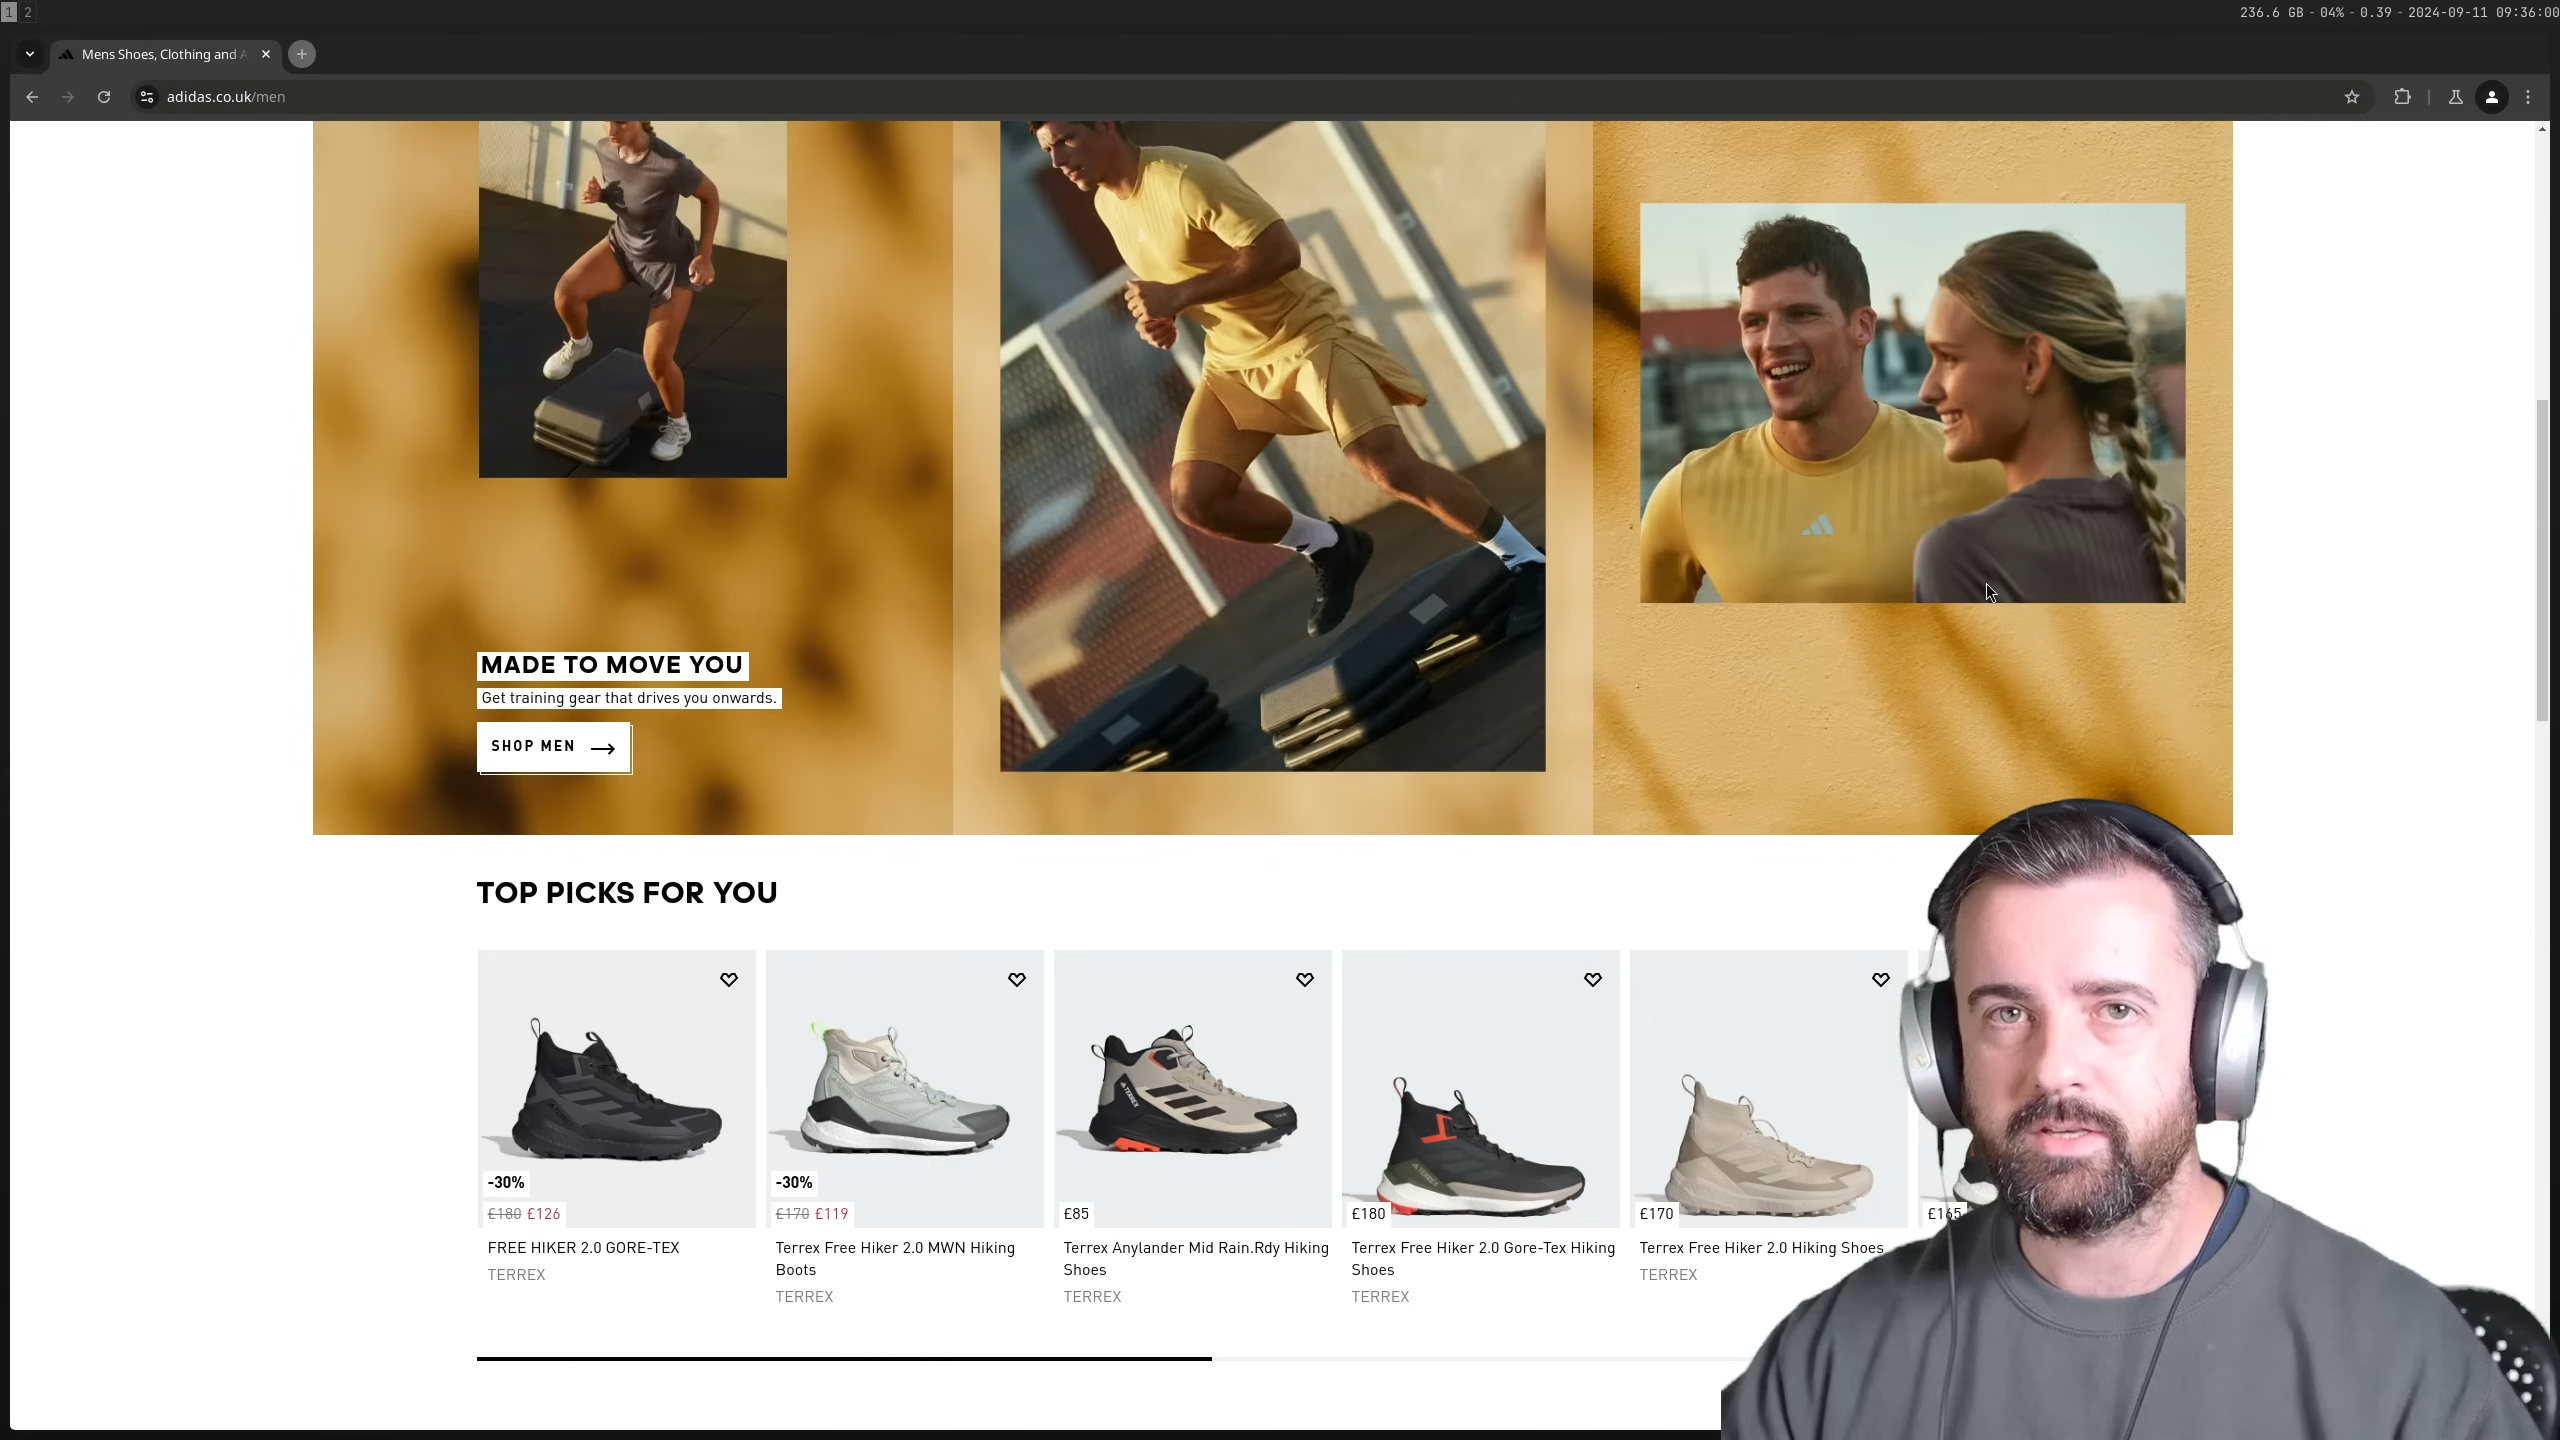 1 2
236.6 GB - 04% - 0.39 - 2024-09-11 09:36:00
Mens Shoes, Clothing and
adidas.co.uk/men
MADE TO MOVE YOU
Get training gear that drives you onwards.
SHOP MEN
TOP PICKS FOR YOU
-30%
£180 £126
FREE HIKER 2.0 GORE-TEX
TERREX
-30%
£170 £119
Terrex Free Hiker 2.0 MWN Hiking
Boots
TERREX
£85
Terrex Anylander Mid Rain.Rdy Hiking
Shoes
TERREX
£180
Terrex Free Hiker 2.0 Gore-Tex Hiking
Shoes
TERREX
£170
Terrex Free Hiker 2.0 Hiking Shoes
TERREX
£165